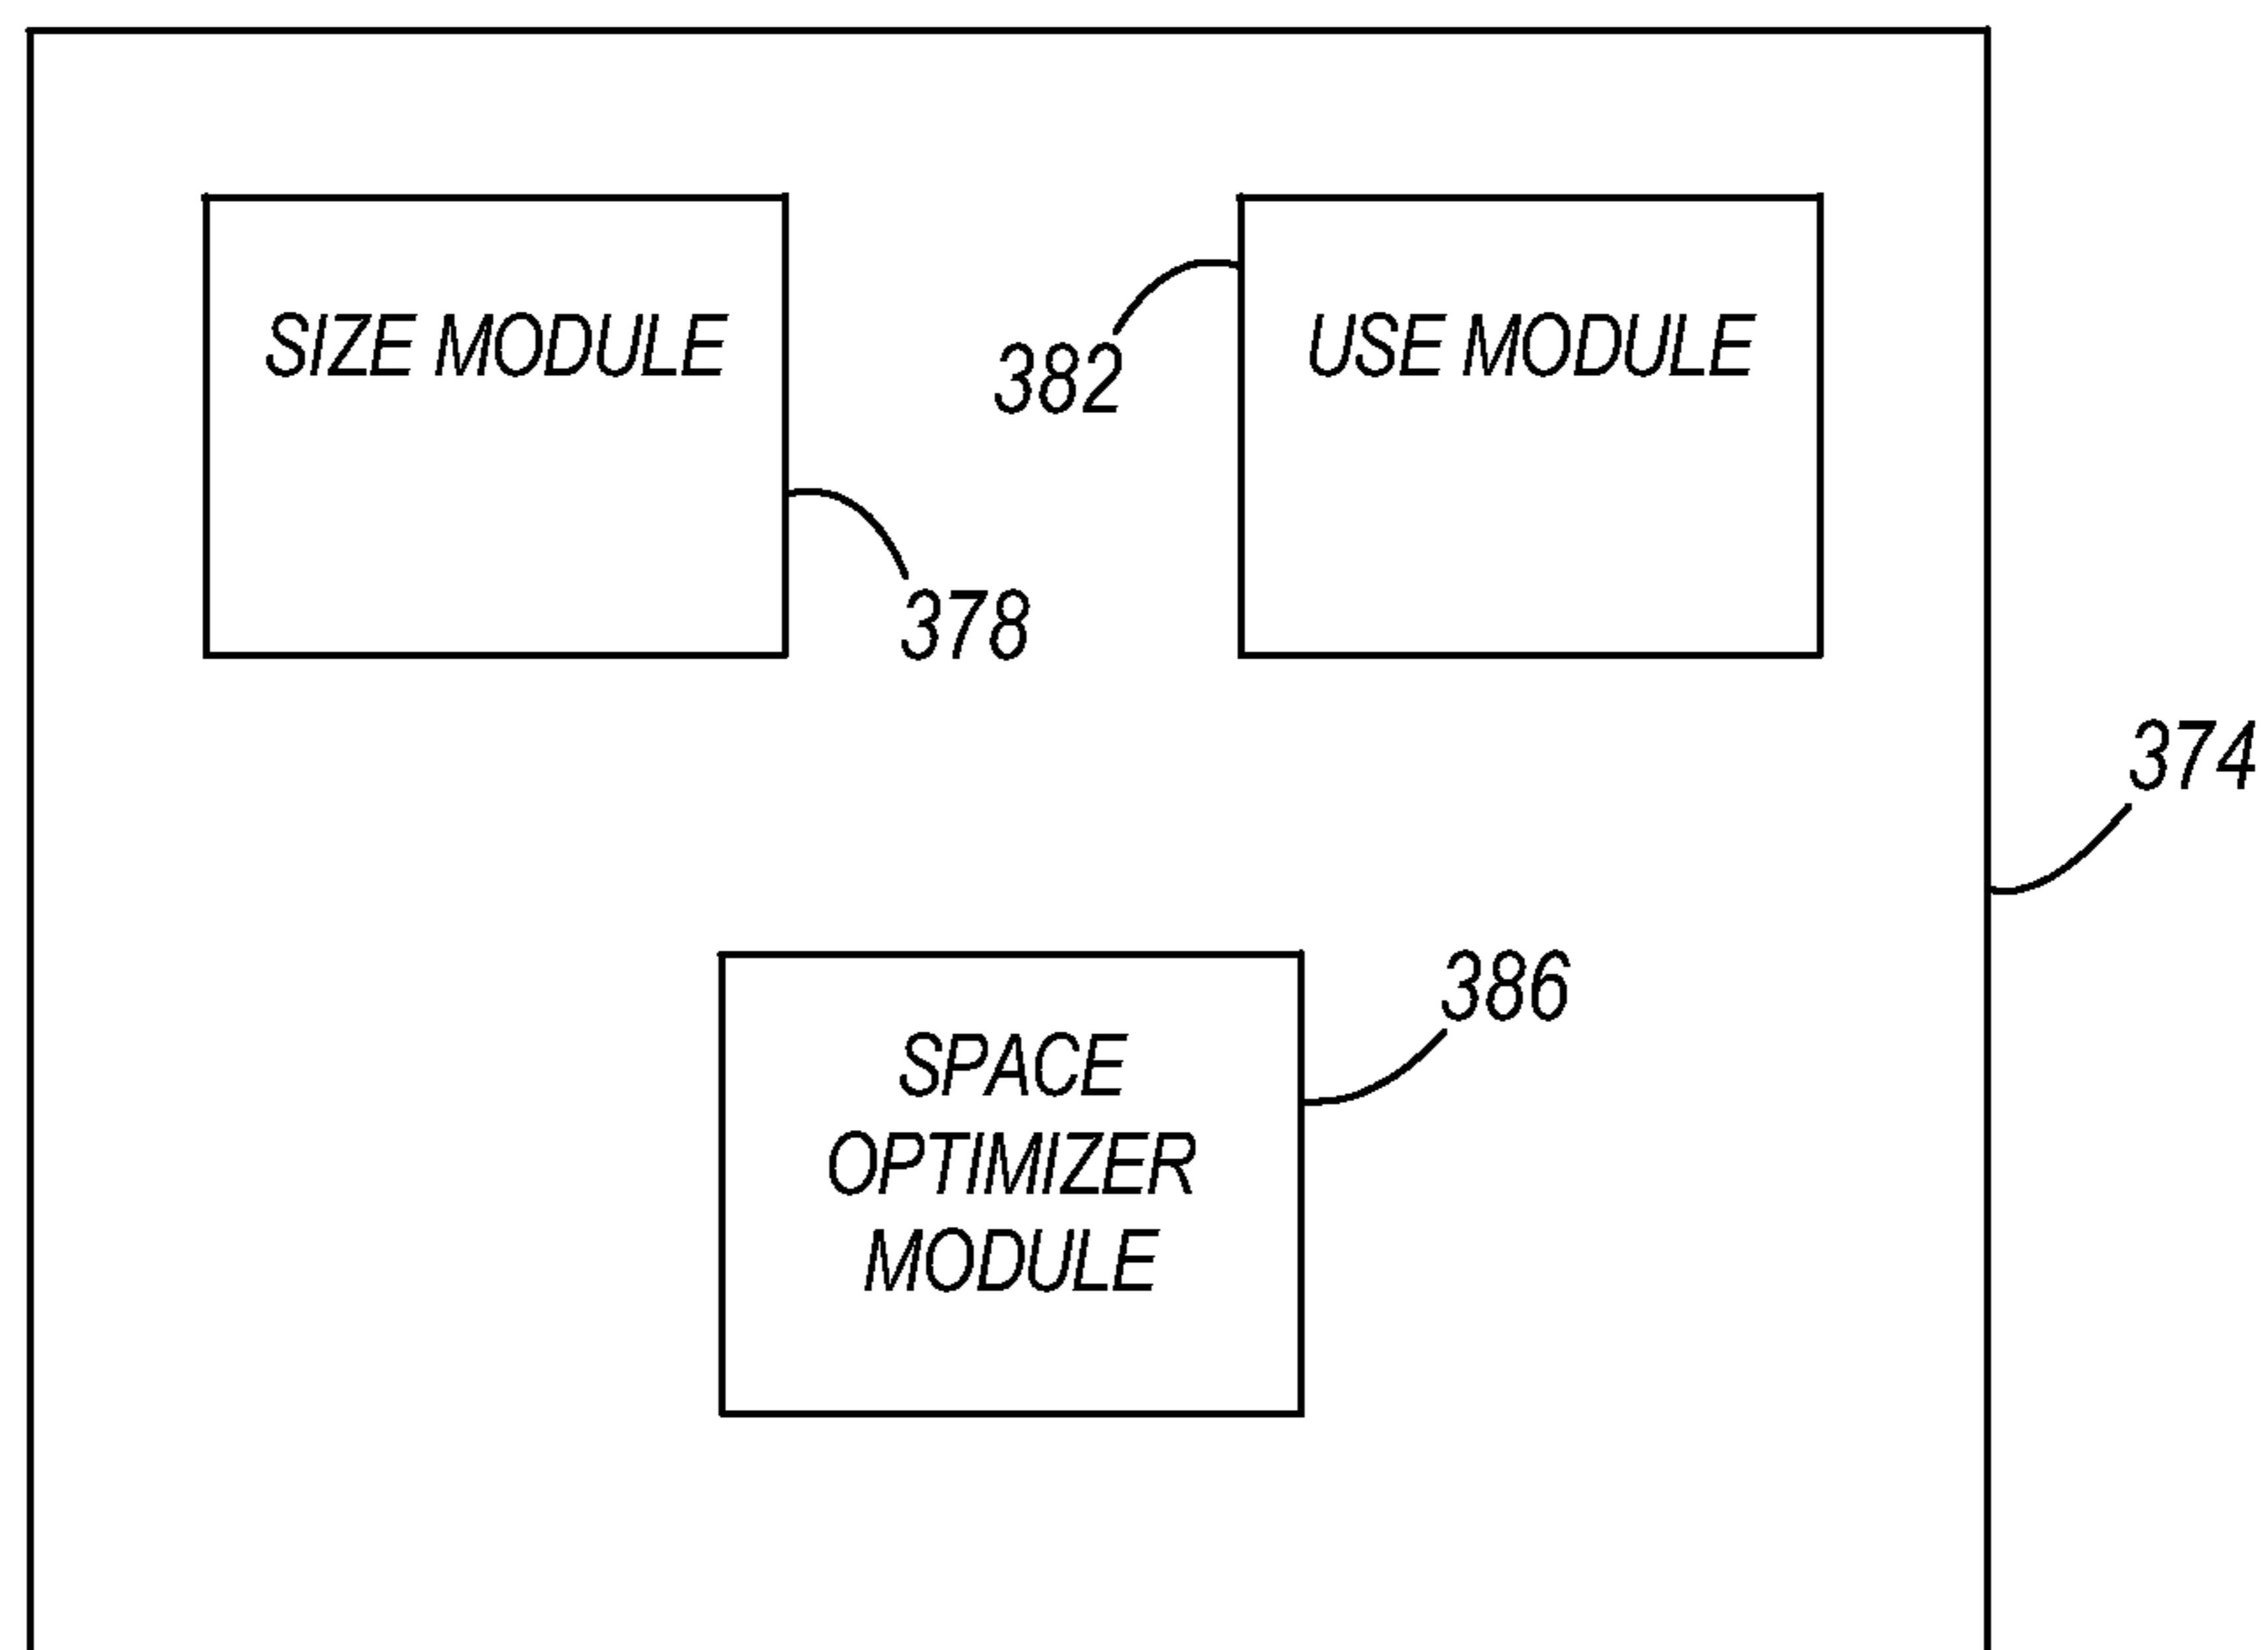 SIZE MODULE
382
USE MODULE
378
374
386
SPACE
OPTIMIZER
MODULE